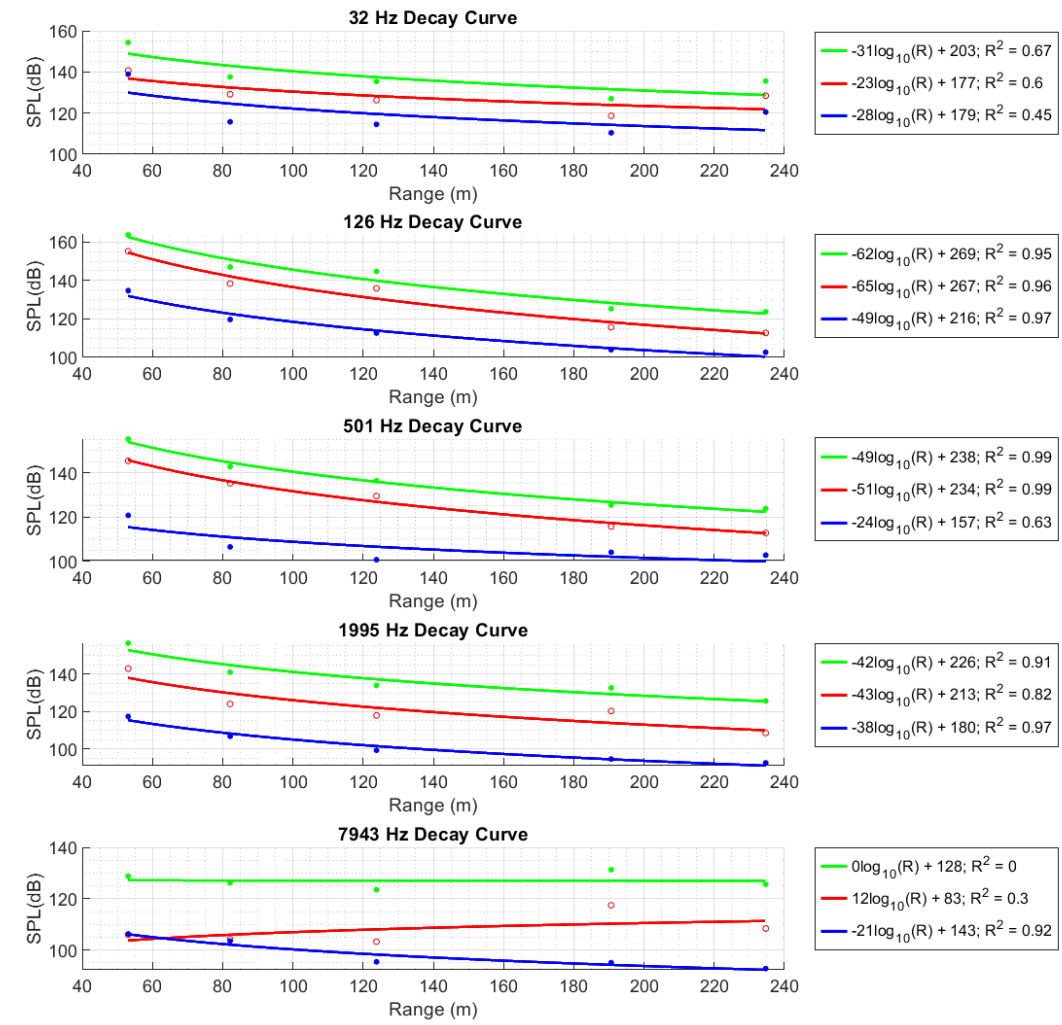 32 Hz Decay Curve
160
140
120
100
SPL(dB)
40 60 80 100 120 140 160 180 200 220 240
Range (m)
-31log10(R) + 203; R2 = 0.67
-23log10(R) + 177; R2 = 0.6
-28log10(R) + 179; R2 = 0.45
126 Hz Decay Curve
160
140
120
100
SPL(dB)
40 60 80 100 120 140 160 180 200 220 240
Range (m)
-62log10(R) + 269; R2 = 0.95
-65log10(R) + 267; R2 = 0.96
-49log10(R) + 216; R2 = 0.97
501 Hz Decay Curve
140
120
100
SPL(dB)
40 60 80 100 120 140 160 180 200 220 240
Range (m)
-49log10(R) + 238; R2 = 0.99
-51log10(R) + 234; R2 = 0.99
-24log10(R) + 157; R2 = 0.63
1995 Hz Decay Curve
140
120
100
SPL(dB)
40 60 80 100 120 140 160 180 200 220 240
Range (m)
-42log10(R) + 226; R2 = 0.91
-43log10(R) + 213; R2 = 0.82
-38log10(R) + 180; R2 = 0.97
7943 Hz Decay Curve
140
120
100
SPL(dB)
40 60 80 100 120 140 160 180 200 220 240
Range (m)
0log10(R) + 128; R2 = 0
12log10(R) + 83; R2 = 0.3
-21log10(R) + 143; R2 = 0.92